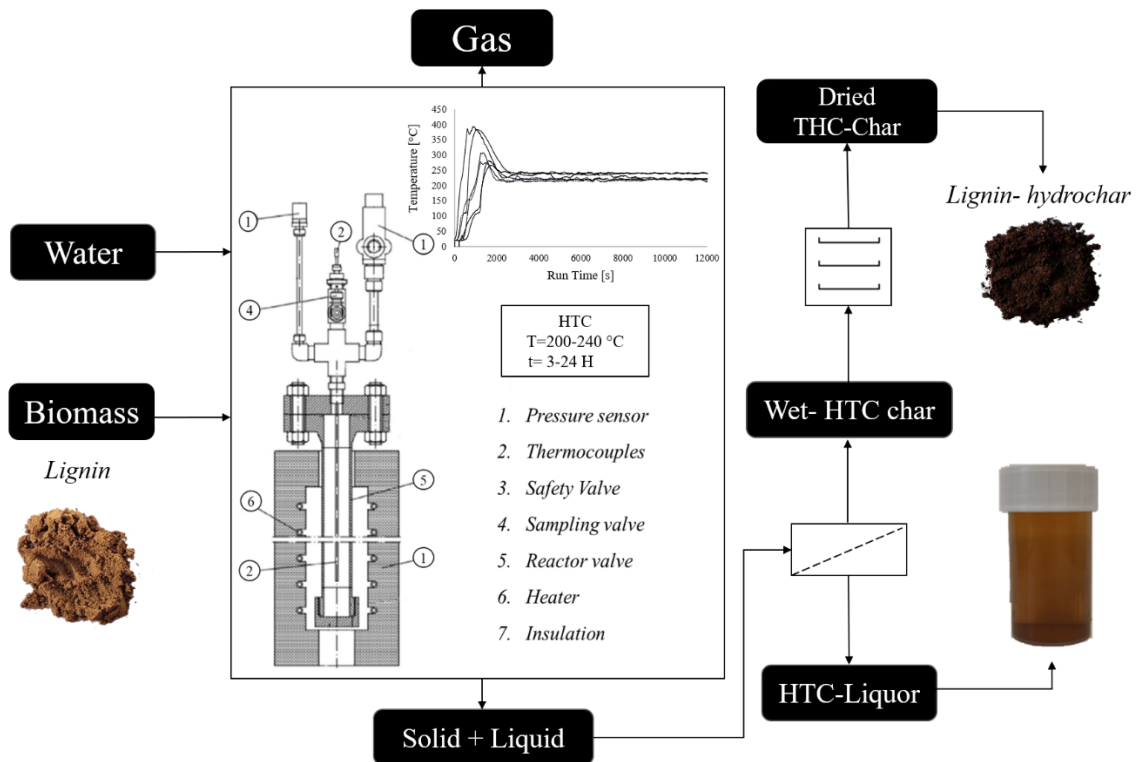 Gas
Water
Biomass
Lignin
450
400
350
300
250
200
150
100
50
0
Temperature [°C]
0
2000
4000
6000
8000
10000
12000
Run Time [s]
1
2
1
4
5
6
2
1
HTC
T=200-240 °C
t= 3-24 H
1. Pressure sensor
2. Thermocouples
3. Safety Valve
4. Sampling valve
5. Reactor valve
6. Heater
7. Insulation
Solid + Liquid
Dried
THC-Char
Lignin- hydrochar
Wet- HTC char
HTC-Liquor